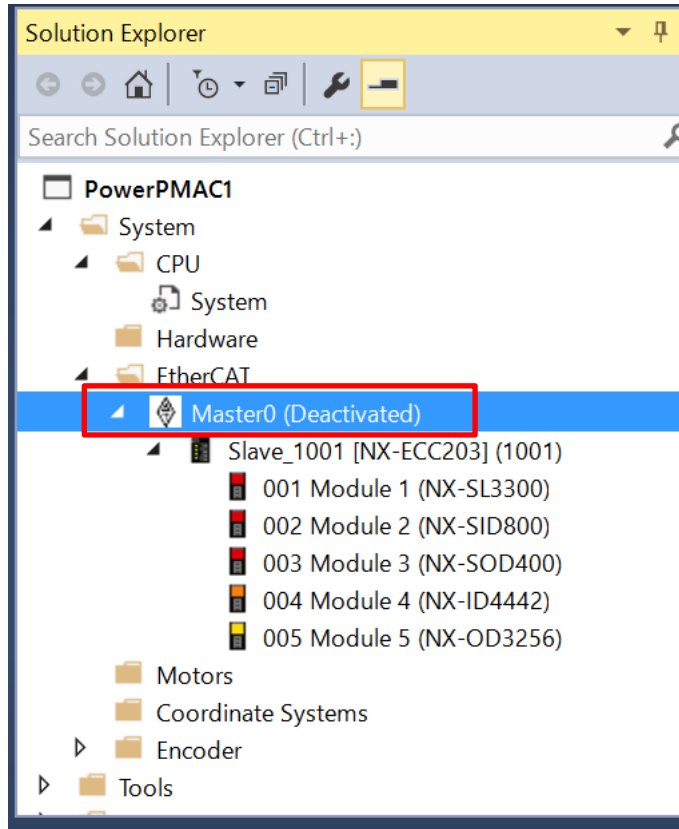 Solution Explorer
Search Solution Explorer (Ctrl+:)
PowerPMAC1
System
CPU
System
Hardware
EtherCAT
Master0 (Deactivated)
Slave_1001 [NX-ECC203] (1001)
001 Module 1 (NX-SL3300)
002 Module 2 (NX-SID800)
003 Module 3 (NX-SOD400)
004 Module 4 (NX-ID4442)
005 Module 5 (NX-OD3256)
Motors
Coordinate Systems
Encoder
Tools